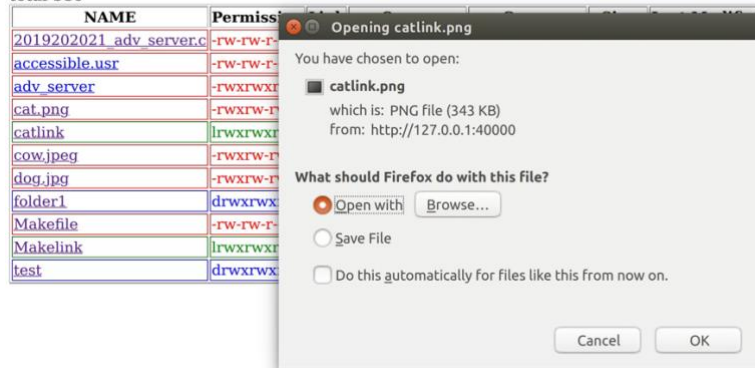 NAME Permiss
2019202021_adv_server.c -rw-rw-r-
accessible.usr -rw-rw-r-
adv_server -rwxrwxr
cat.png -rwxrw-r
catlink lrwxrwxr
cow.jpeg -rwxrw-r
dog.jpg -rwxrw-r
folder1 drwxrwx
Makefile -rw-rw-r-
Makelink lrwxrwxr
test drwxrwx
Opening catlink.png
You have chosen to open:
catlink.png
which is: PNG file (343 KB)
from: http://127.0.0.1:40000
What should Firefox do with this file?
Open with Browse...
Save File
Do this automatically for files like this from now on.
Cancel OK